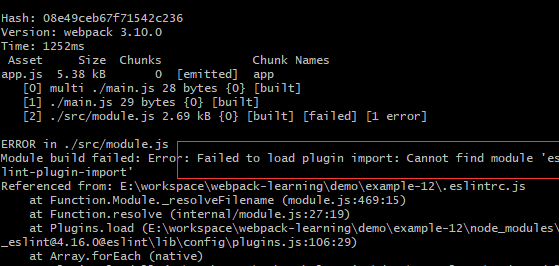 Hash: 08e49ceb67f71542c236
Version: webpack 3.10.0
Time: 1252ms
 Asset     Size  Chunks             Chunk Names
app.js  5.38 kB       0  [emitted]  app
   [0] multi ./main.js 28 bytes {0} [built]
   [1] ./main.js 29 bytes {0} [built]
   [2] ./src/module.js 2.69 kB {0} [built] [failed] [1 error]
ERROR in ./src/module.js
Module build failed: Error: Failed to load plugin import: Cannot find module 'es
lint-plugin-import'
Referenced from: E:\workspace\webpack-learning\demo\example-12\.eslintrc.js
    at Function.Module._resolveFilename (module.js:469:15)
    at Function.resolve (internal/module.js:27:19)
    at Plugins.load (E:\workspace\webpack-learning\demo\example-12\node_modules\
_eslint@4.16.0@eslint\lib\config\plugins.js:106:29)
    at Array.forEach (native)